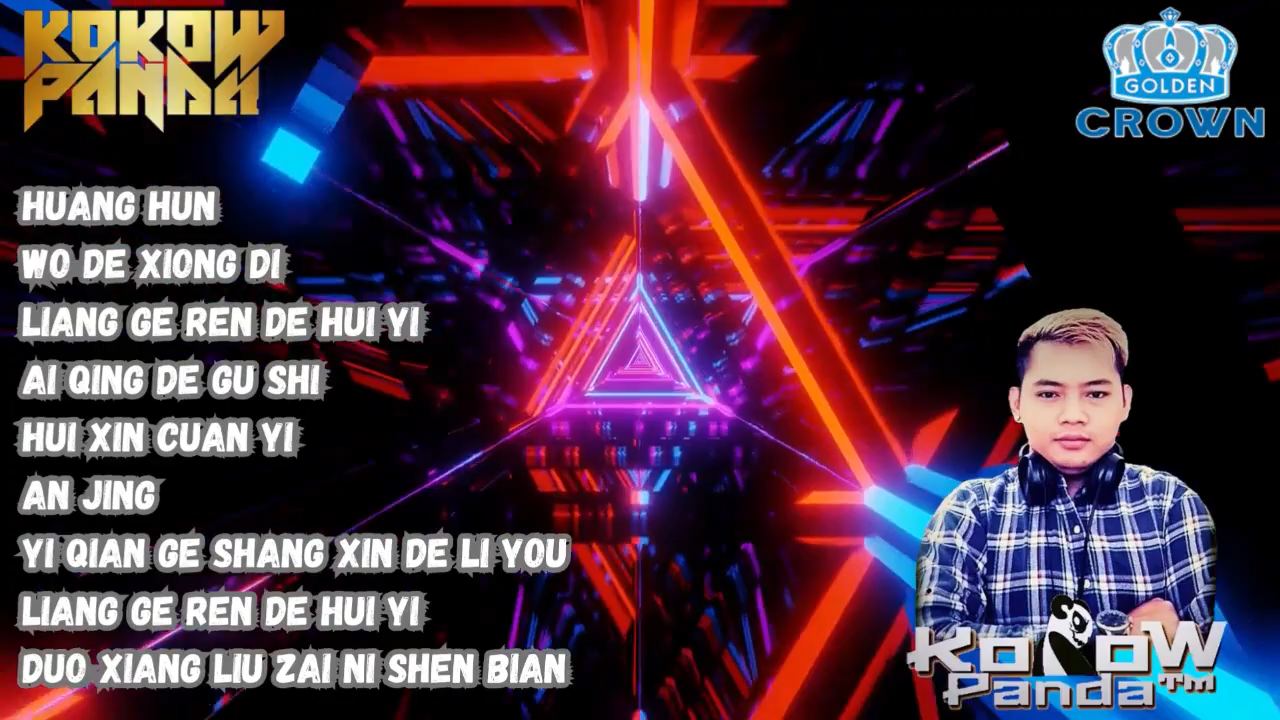 KOKOW
PANDA
GOLDEN
CROWN
HUANG HUN
WO DE XIONG DI
LIANG GE REN DE HUI YI
AI QING DE GU SHI
HUI XIN CUAN YI
AN JING
YI QIAN GE SHANG XIN DE LI YOU
LIANG GE REN DE HUI YI
DUO XIANG LIU ZAI NI SHEN BIAN
KoKoW
Panda™